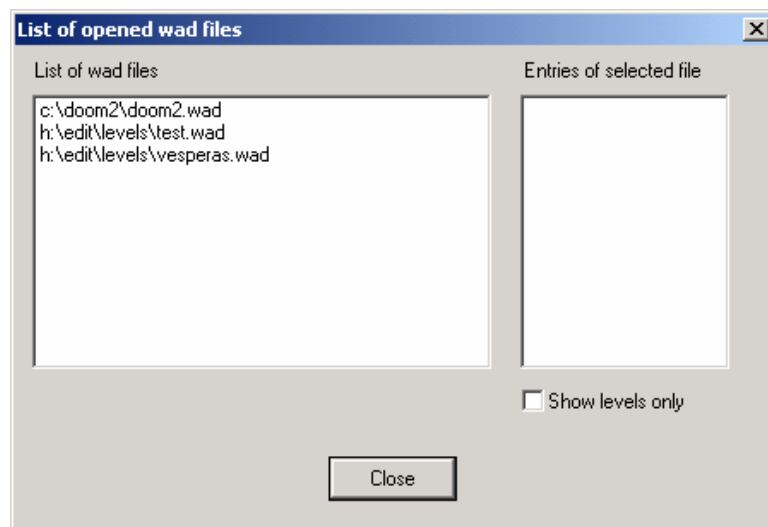 List of opened wad files
List of wad files
Entries of selected file
c:\doom2\doom2.wad
h:\edit\levels\test.wad
h:\edit\levels\vesperas.wad
Show levels only
Close